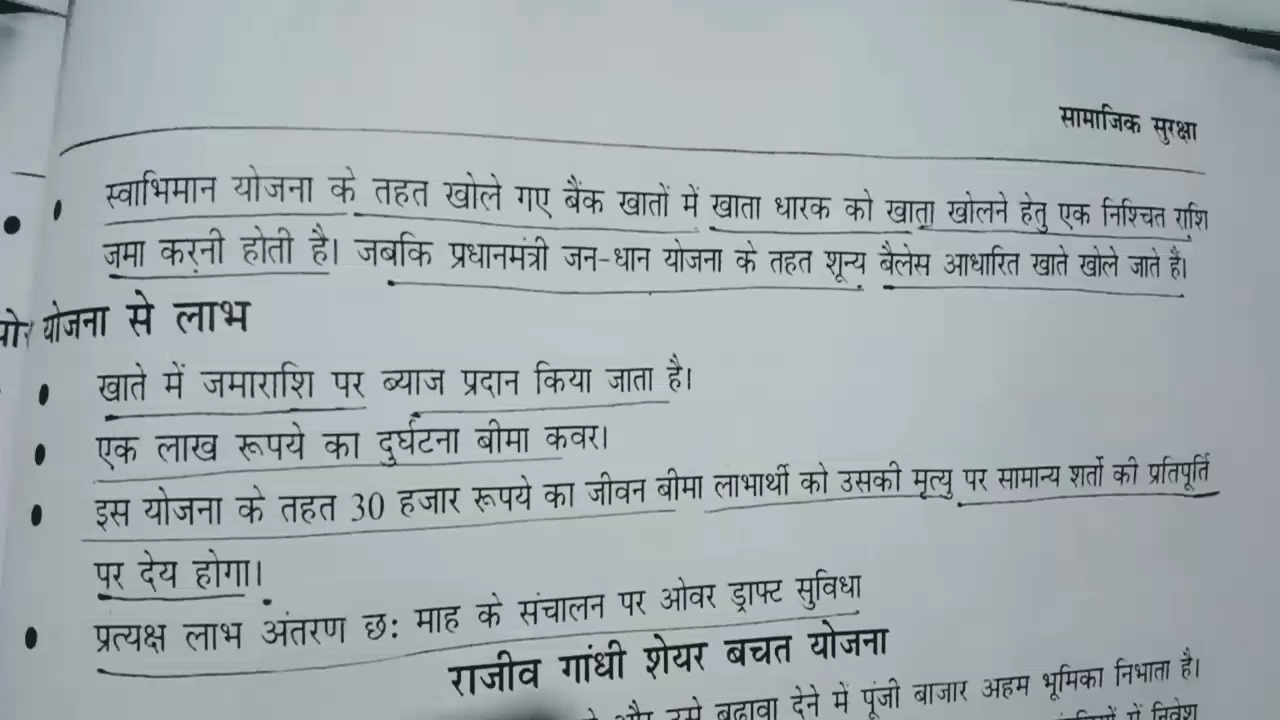 सामाजिक सुरक्षा
स्वाभिमान योजना के तहत खोले गए बैंक खातों में खाता धारक को खाता खोलने हेतु एक निश्चित राशि
जमा करनी होती है। जबकि प्रधानमंत्री जन-धान योजना के तहत शून्य बैलेस आधारित खाते खोले जाते है।
योजना से लाभ
• खाते में जमाराशि पर ब्याज प्रदान किया जाता है।
• एक लाख रूपये का दुर्घटना बीमा कवर।
• इस योजना के तहत 30 हजार रूपये का जीवन बीमा लाभार्थी को उसकी मृत्यु पर सामान्य शर्तो की प्रतिपूर्ति
पर देय होगा।
• प्रत्यक्ष लाभ अंतरण छः माह के संचालन पर ओवर ड्राफ्ट सुविधा
राजीव गांधी शेयर बचत योजना
बढावा देने में पूंजी बाजार अहम भूमिका निभाता है।
में निवेश